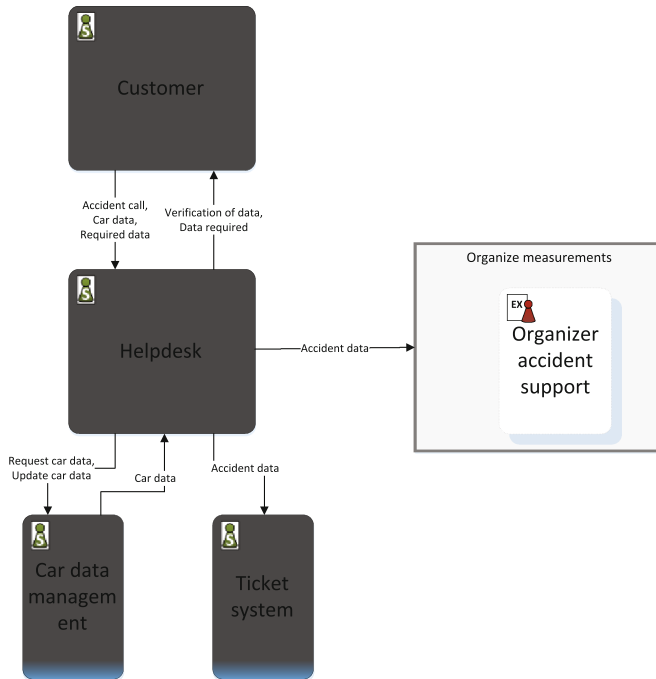 S
Customer
Accident call,
Car data,
Required data
Verification of data,
Data required
S
Helpdesk
Accident data
Organize measurements
EX
Organizer
accident
support
Request car data,
Update car data
Car data
Accident data
S
Car data
managem
ent
S
Ticket
system